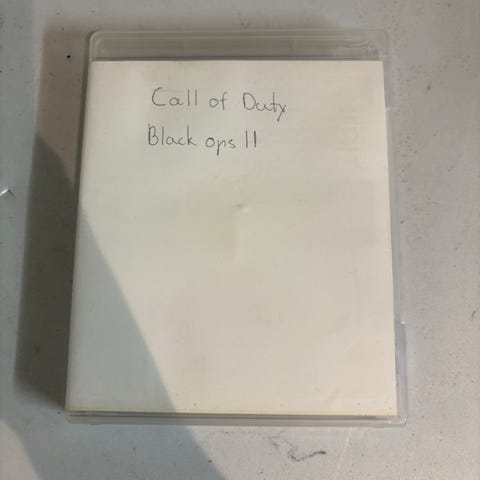 Call of Duty
Black ops II